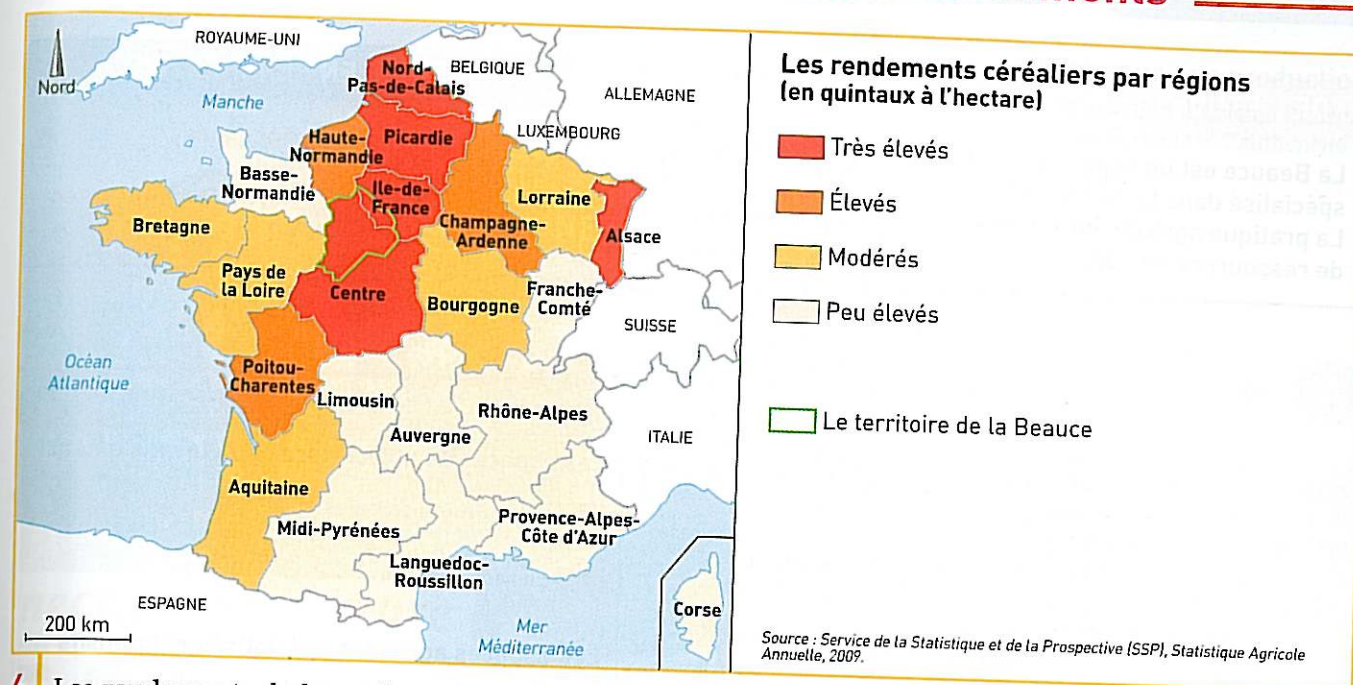 ROYAUME-UNI
Nord
Manche
BELGIQUE
ALLEMAGNE
LUXEMBOURG
Nord-
Pas-de-Calais
Picardie
Haute-
Normandie
Basse-
Normandie
Ile-de-
France
Champagne-
Ardenne
Lorraine
Alsace
Bretagne
Pays de
la Loire
Centre
Bourgogne
Franche-
Comté
SUISSE
Océan
Atlantique
Poitou-
Charentes
Limousin
Auvergne
Rhône-Alpes
ITALIE
Aquitaine
Midi-Pyrénées
Languedoc-
Roussillon
Provence-Alpes-
Côte d'Azur
Corse
ESPAGNE
Mer
Méditerranée
200 km
Les rendements céréaliers par régions
(en quintaux à l'hectare)
Très élevés
Élevés
Modérés
Peu élevés
Le territoire de la Beauce
Source : Service de la Statistique et de la Prospective (SSP), Statistique Agricole
Annuelle, 2009.